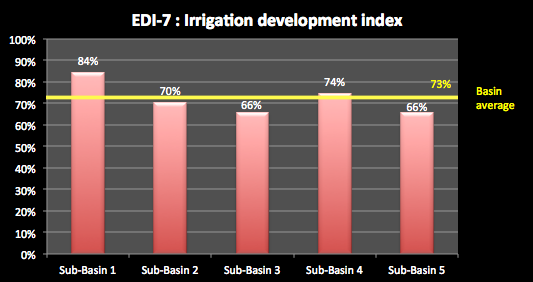 EDI-7 : Irrigation development index
100%
90%
80%
70%
60%
50%
40%
30%
20%
10%
0%
84%
70%
66%
74%
66%
73%
Basin
average
Sub-Basin 1
Sub-Basin 2
Sub-Basin 3
Sub-Basin 4
Sub-Basin 5